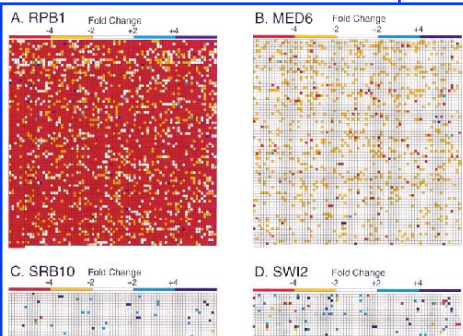 A. RPB1 Fold Change
-4 -2 +2 +4
B. MED6 Fold Change
-4 -2 +2 +4
C. SRB10 Fold Change
-4 -2 +2 +4
D. SWI2 Fold Change
-4 -2 +2 +4